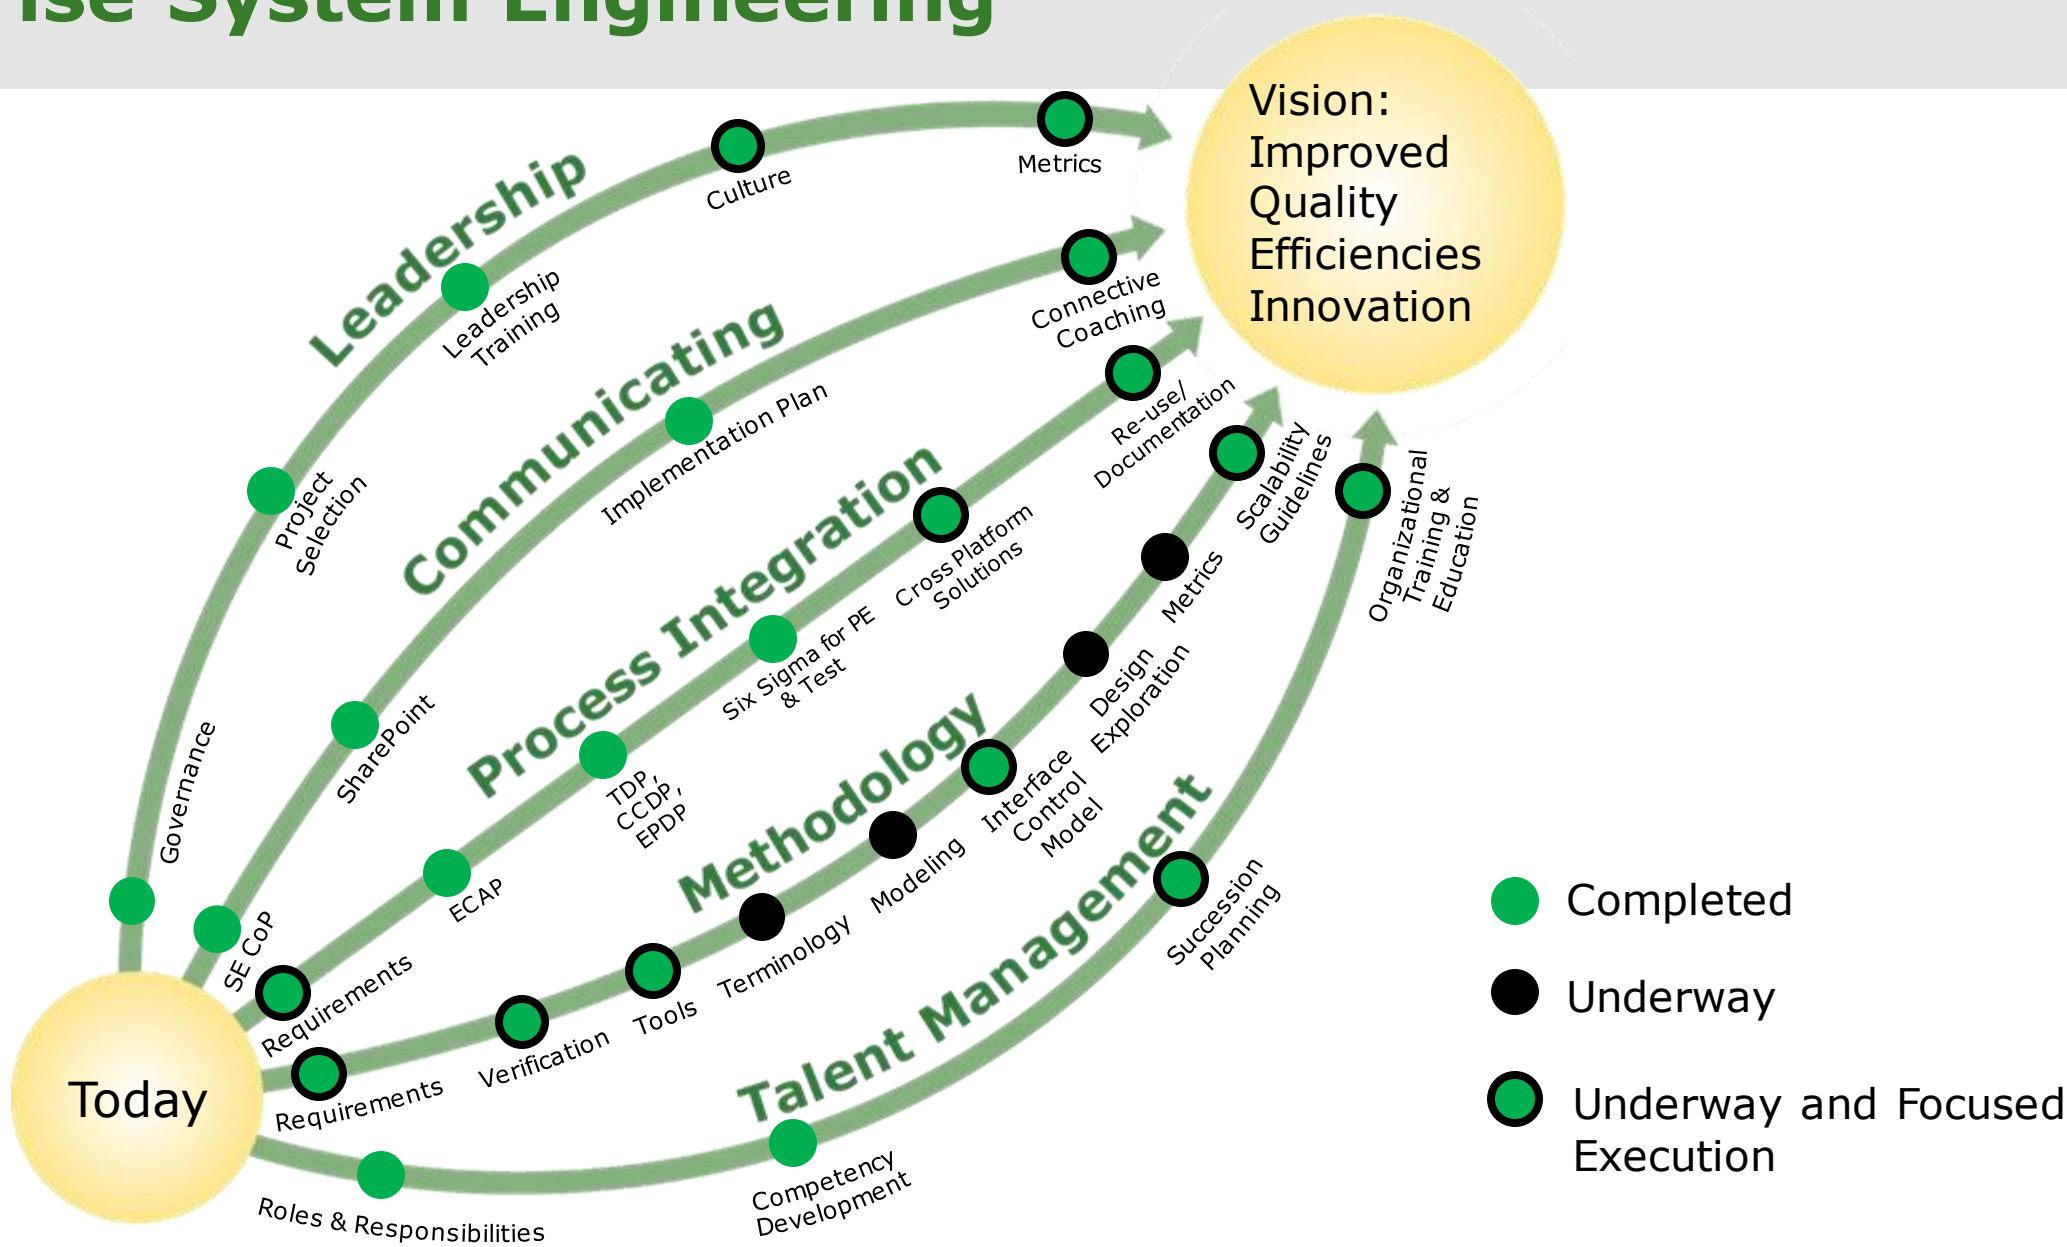 ise System Engineering
Vision:
Improved
Quality
Efficiencies
Innovation
Leadership
Governance
Project
Selection
Leadership
Training
Culture
Metrics
Communicating
SE CoP
SharePoint
Implementation Plan
Connective
Coaching
Process Integration
Requirements
ECAP
TDP,
CCDP,
EPDP
Six Sigma for PE
& Test
Cross Platform
Solutions
Re-use/
Documentation
Methodology
Requirements
Verification
Tools
Terminology
Modeling
Interface
Control
Model
Design
Exploration
Metrics
Scalability
Guidelines
Talent Management
Roles & Responsibilities
Competency
Development
Succession
Planning
Organizational
Training &
Education
Today
Completed
Underway
Underway and Focused
Execution